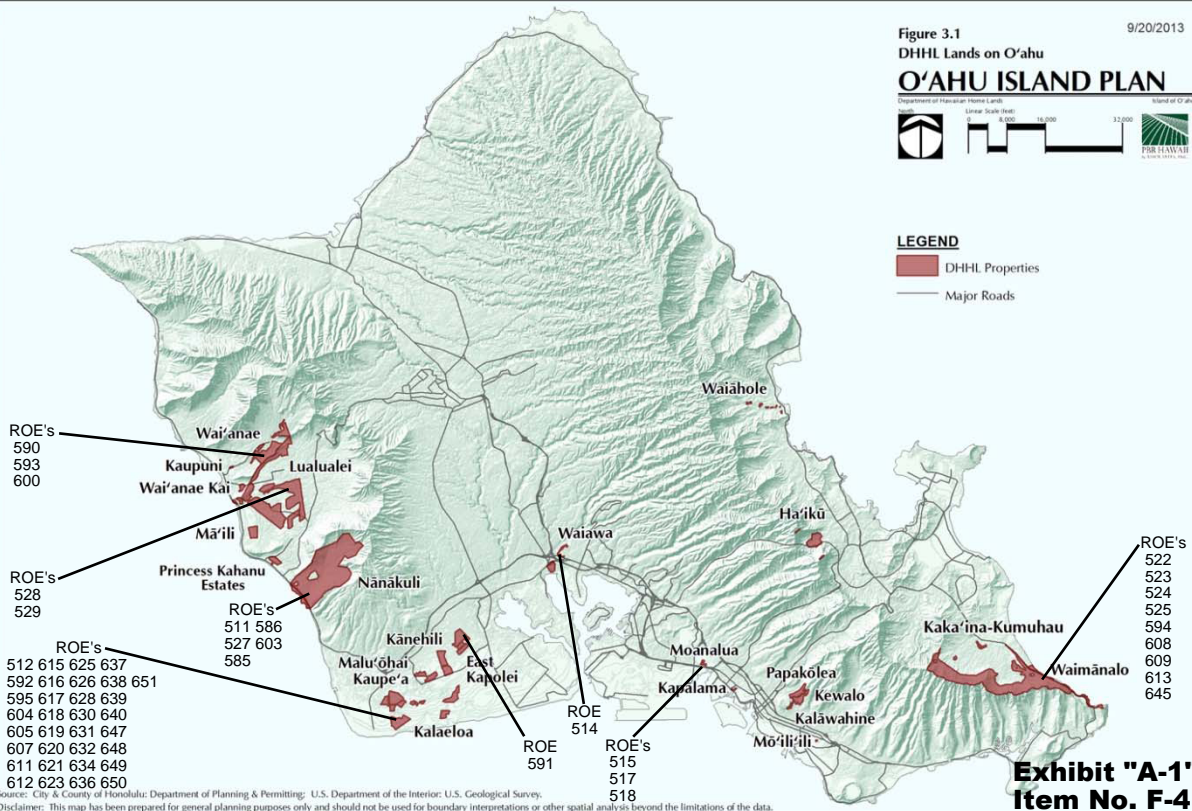 9/20/2013
Figure 3.1
DHHL Lands on Oʻahu
OʻAHU ISLAND PLAN
Department of Hawaiian Home Lands
Island of Oʻah
North
Linear Scale (feet)
0 8,000 16,000 32,000
PBR HAWAII
LEGEND
DHHL Properties
Major Roads
Waiāhole
ROE's
590
593
600
Waiʻanae
Kaupuni
Lualualei
Waiʻanae Kai
Māʻili
Princess Kahanu
Estates
Nānākuli
ROE's
528
529
ROE's
511 586
527 603
585
Waiawa
Haʻikū
ROE's
522
523
524
525
594
608
609
613
645
Kakaʻina-Kumuhau
Waimānalo
Kānehili
Maluʻōhai
Kaupeʻa
East
Kapolei
Kalaeloa
Moanalua
Kapālama
Papakōlea
Kewalo
Kalāwahine
Mōʻiliʻili
ROE's
512 615 625 637
592 616 626 638 651
595 617 628 639
604 618 630 640
605 619 631 647
607 620 632 648
611 621 634 649
612 623 636 650
ROE
591
ROE
514
ROE's
515
517
518
Exhibit "A-1"
Item No. F-4
Source: City & County of Honolulu: Department of Planning & Permitting; U.S. Department of the Interior: U.S. Geological Survey.
Disclaimer: This map has been prepared for general planning purposes only and should not be used for boundary interpretations or other spatial analysis beyond the limitations of the data.